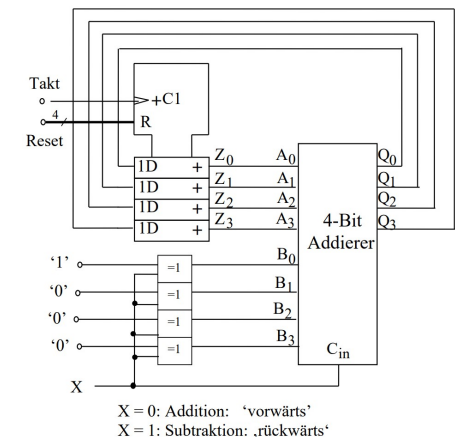 Takt
+C1
4
R
Reset
1D + Z0 A0 Q0
1D + Z1 A1 Q1
1D + Z2 A2 Q2
1D + Z3 A3 Q3
4-Bit
Addierer
‘1’ =1 B0
‘0’ =1 B1
‘0’ =1 B2
‘0’ =1 B3
Cin
X
X = 0: Addition: ‘vorwärts’
X = 1: Subtraktion: ‚rückwärts‘